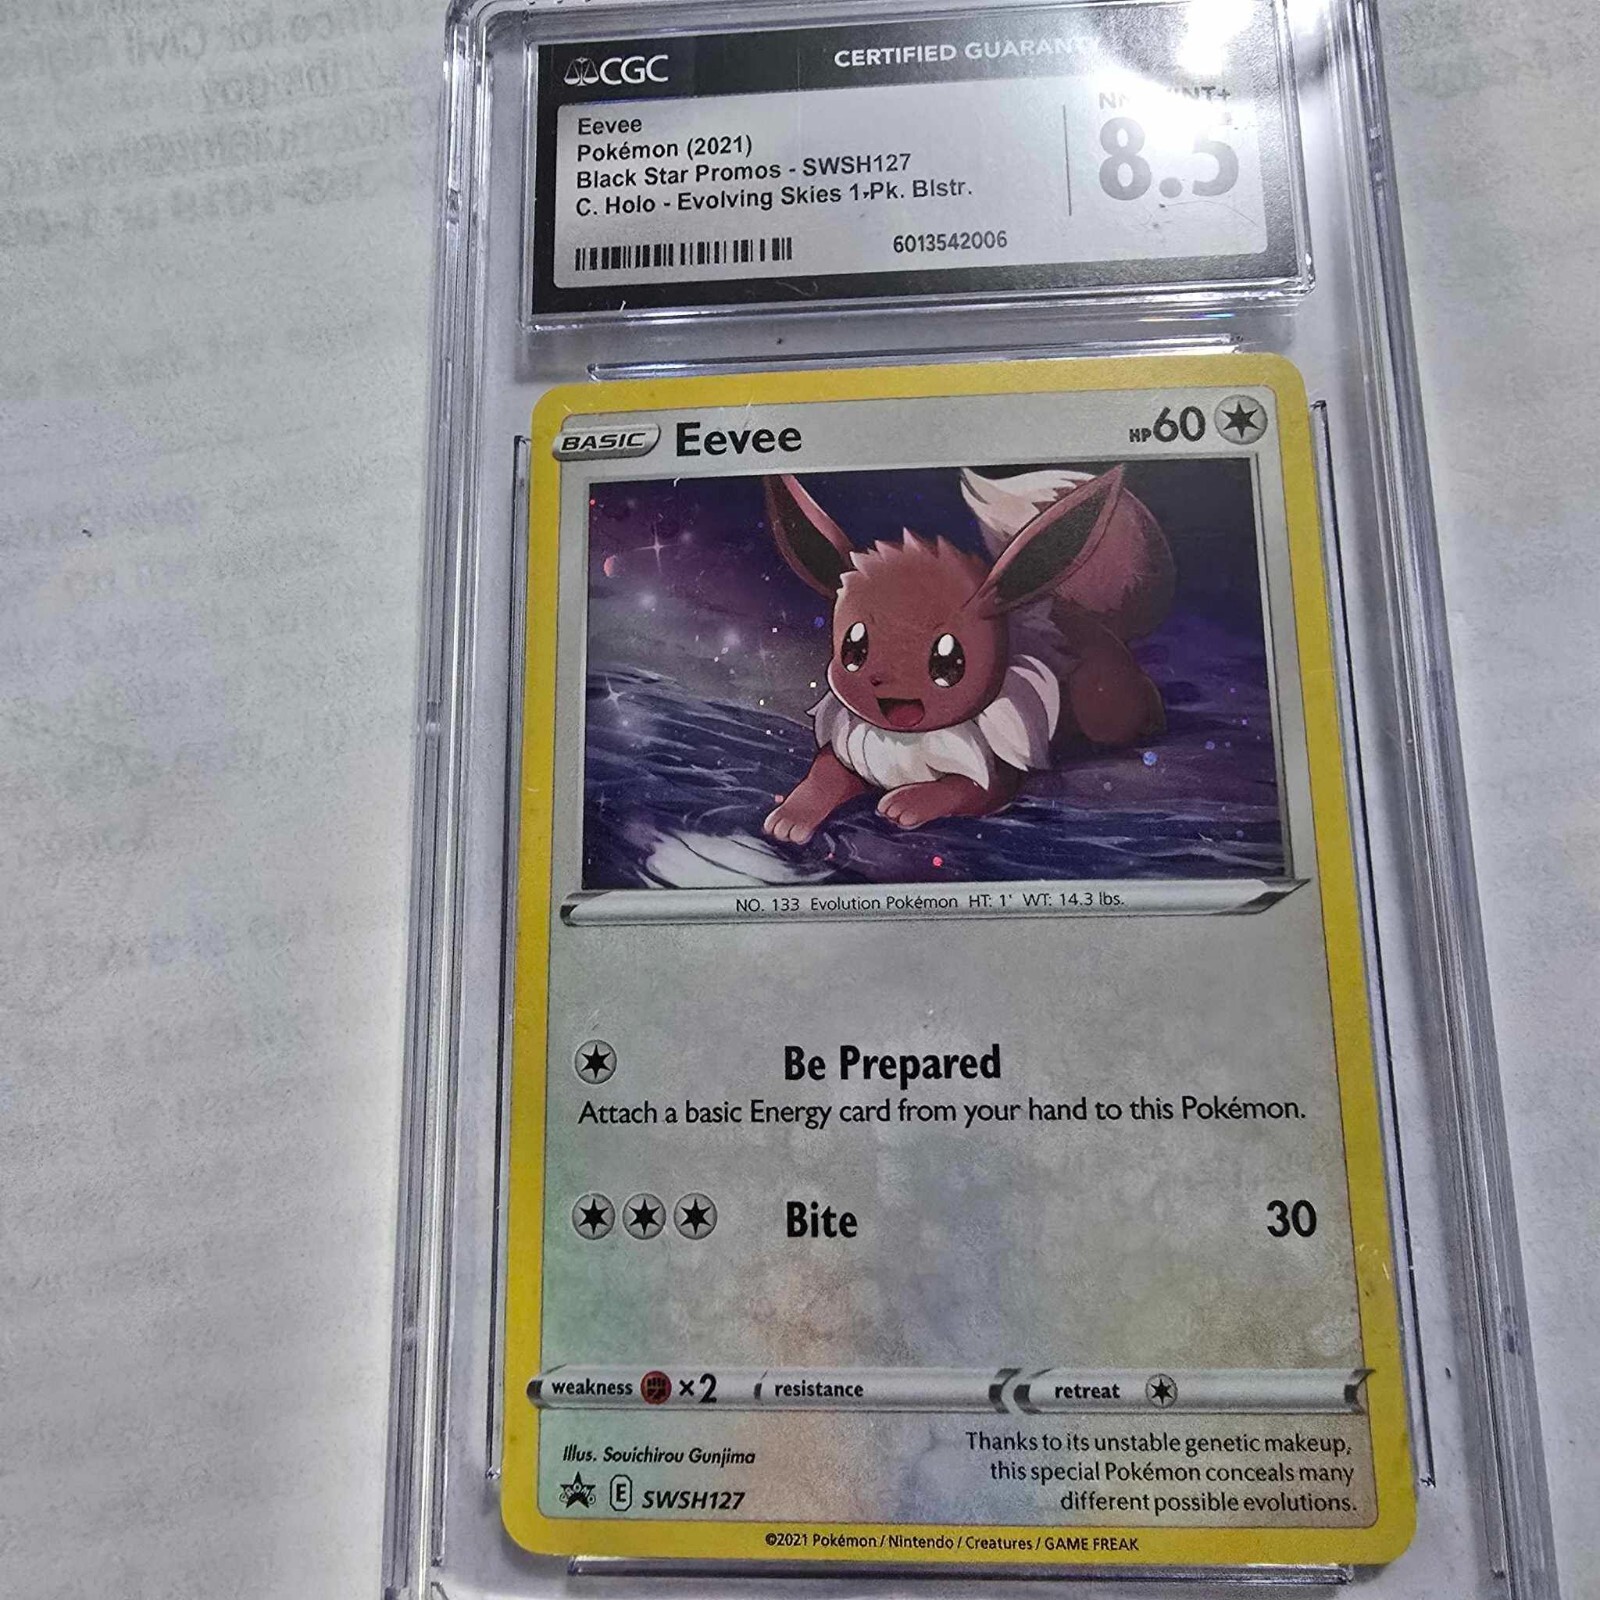 CGC
CERTIFIED GUARAN
Eevee
Pokémon (2021)
Black Star Promos - SWSH127
C. Holo - Evolving Skies 1-Pk. Blstr.
8.5
6013542006
BASIC Eevee HP60
NO. 133 Evolution Pokémon HT: 1' WT: 14.3 lbs.
Be Prepared
Attach a basic Energy card from your hand to this Pokémon.
Bite 30
weakness ×2 resistance retreat
Illus. Souichirou Gunjima
Thanks to its unstable genetic makeup,
this special Pokémon conceals many
different possible evolutions.
E SWSH127
©2021 Pokémon / Nintendo / Creatures / GAME FREAK